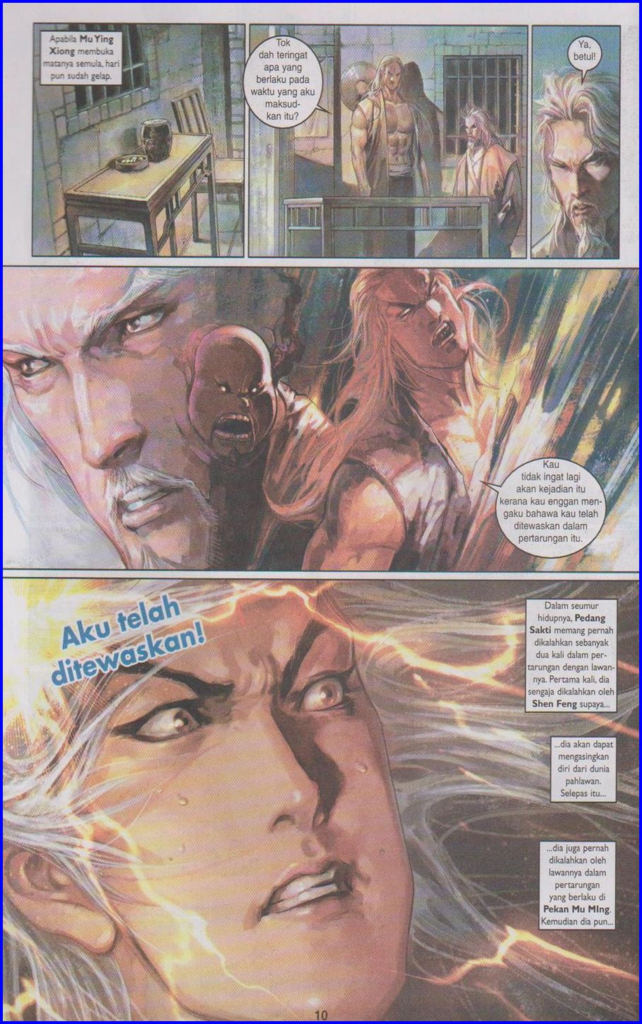 Apabila Mu Ying
Xiong membuka
matanya semula, hari
pun sudah gelap.
Tok
dah teringat
apa yang
berlaku pada
waktu yang aku
maksud-
kan itu?
Ya,
betul!
Kau
tidak ingat lagi
akan kejadian itu
kerana kau enggan men-
gaku bahawa kau telah
ditewaskan dalam
pertarungan
itu.
Aku telah
ditewaskan!
Dalam seumur
hidupnya, Pedang
Sakti memang pernah
dikalahkan sebanyak
dua kali dalam per-
tarungan dengan lawan-
nya. Pertama kali, dia
sengaja dikalahkan oleh
Shen Feng supaya...
...dia akan dapat
mengasingkan
diri dari dunia
pahlawan.
Selepas itu...
...dia juga pernah
dikalahkan oleh
lawannya dalam
pertarungan
yang berlaku di
Pekan Mu MIng.
Kemudian dia pun...
10